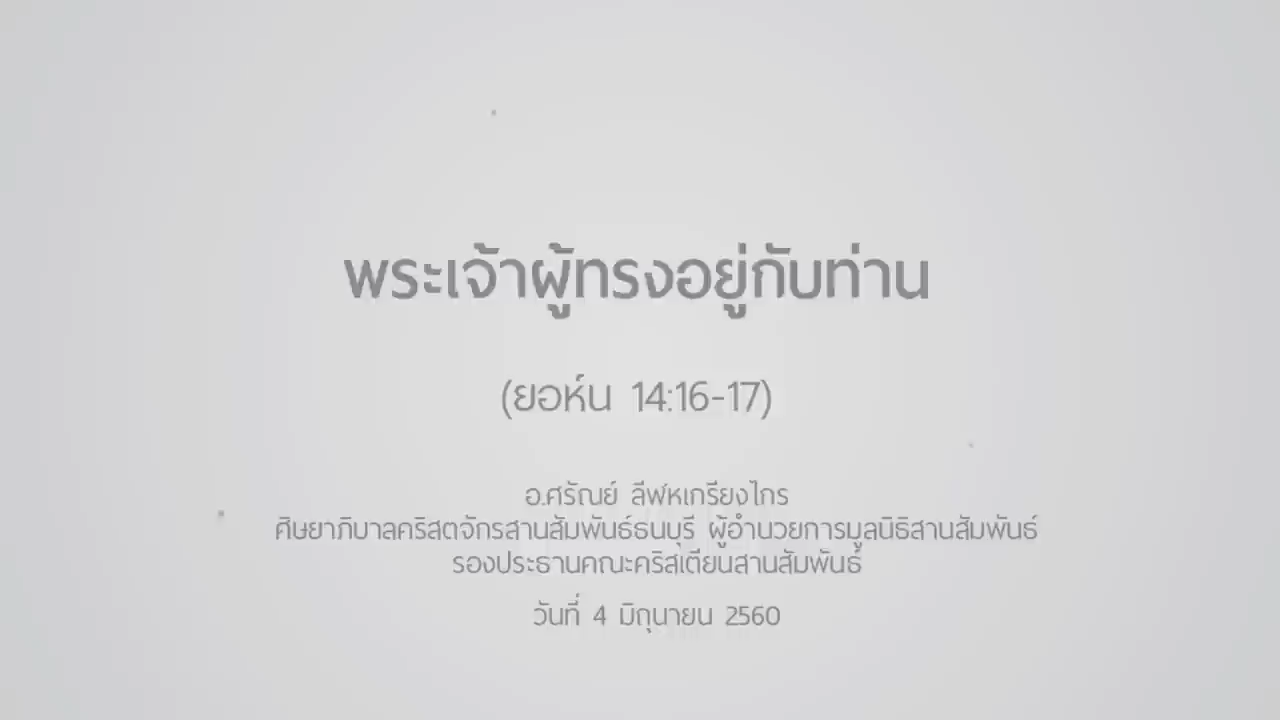 พระเจ้าผู้ทรงอยู่กับท่าน
(ยอห์น 14:16-17)
อ.ศรัณย์ ลีฬหเกรียงไกร
ศิษยาภิบาลคริสตจักรสานสัมพันธ์ธนบุรี ผู้อำนวยการมูลนิธิสานสัมพันธ์
รองประธานคณะคริสเตียนสานสัมพันธ์
วันที่ 4 มิถุนายน 2560